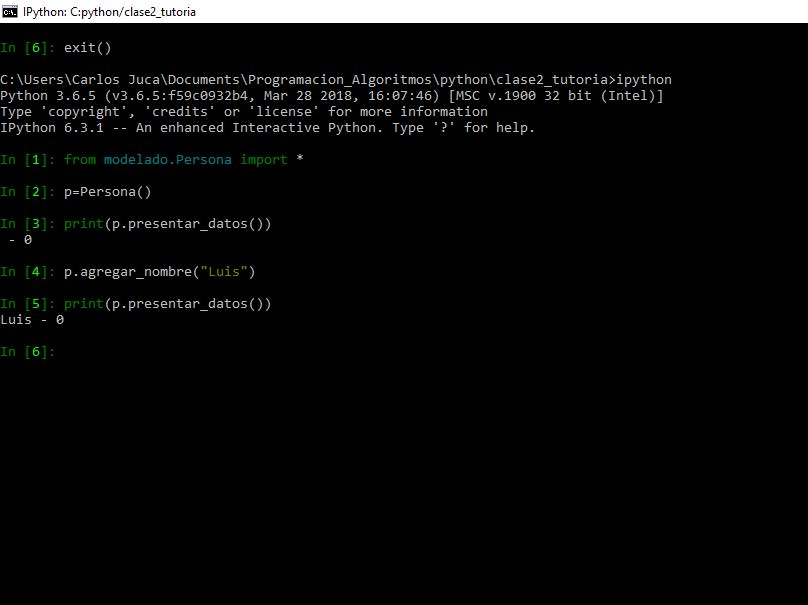 IPython: C:python/clase2_tutoria
In [6]: exit()
C:\Users\Carlos Juca\Documents\Programacion_Algoritmos\python\clase2_tutoria>ipython
Python 3.6.5 (v3.6.5:f59c0932b4, Mar 28 2018, 16:07:46) [MSC v.1900 32 bit (Intel)]
Type 'copyright', 'credits' or 'license' for more information
IPython 6.3.1 -- An enhanced Interactive Python. Type '?' for help.
In [1]: from modelado.Persona import *
In [2]: p=Persona()
In [3]: print(p.presentar_datos())
 - 0
In [4]: p.agregar_nombre("Luis")
In [5]: print(p.presentar_datos())
Luis - 0
In [6]: